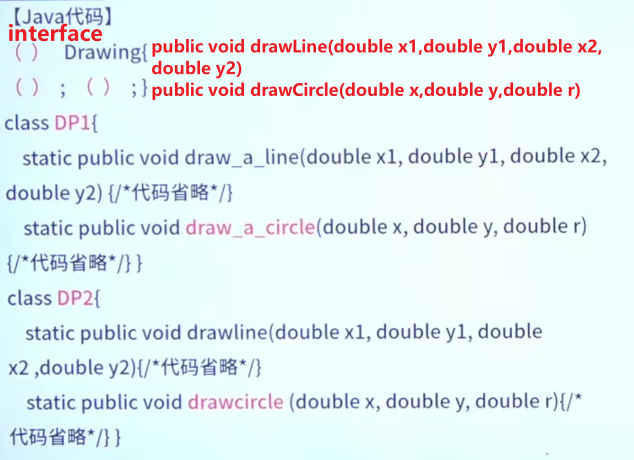 【Java代码】
interface
（ ） Drawing{ public void drawLine(double x1,double y1,double x2,
double y2)
（ ）；（ ）；} public void drawCircle(double x,double y,double r)
class DP1{
static public void draw_a_line(double x1, double y1, double x2,
double y2) {/*代码省略*/}
static public void draw_a_circle(double x, double y, double r)
{/*代码省略*/} }
class DP2{
static public void drawline(double x1, double y1, double
x2 ,double y2){/*代码省略*/}
static public void drawcircle (double x, double y, double r){/*
代码省略*/} }